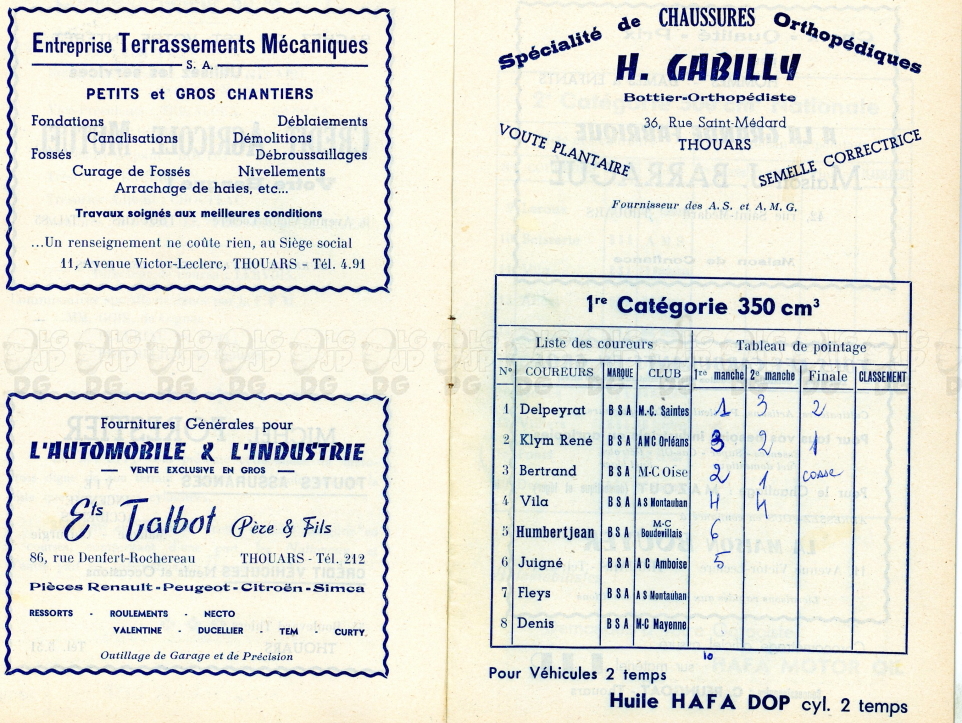 Entreprise Terrassements Mécaniques
S. A.
PETITS et GROS CHANTIERS
Fondations Déblaiements
Canalisations Démolitions
Fossés Débroussaillages
Curage de Fossés Nivellements
Arrachage de haies, etc...
Travaux soignés aux meilleures conditions
...Un renseignement ne coûte rien, au Siège social
11, Avenue Victor-Leclerc, THOUARS - Tél. 4.91
Fournitures Générales pour
L'AUTOMOBILE & L'INDUSTRIE
— VENTE EXCLUSIVE EN GROS —
Ets Talbot Père & Fils
86, rue Denfert-Rochereau THOUARS - Tél. 212
Pièces Renault - Peugeot - Citroën - Simca
RESSORTS - ROULEMENTS - NECTO
VALENTINE - DUCELLIER - TEM - CURTY
Outillage de Garage et de Précision
Spécialité de CHAUSSURES Orthopédiques
H. GABILLY
Bottier-Orthopédiste
36, Rue Saint-Médard
THOUARS
VOUTE PLANTAIRE
SEMELLE CORRECTRICE
Fournisseur des A. S. et A. M. G.
1re Catégorie 350 cm³
Liste des coureurs Tableau de pointage
No COUREURS MARQUE CLUB 1re manche 2e manche Finale CLASSEMENT
1 Delpeyrat B S A M.-C. Saintes 1 3 2
2 Klym René B S A A M C Orléans 3 2 1
3 Bertrand B S A M-C Oise 2 1 casse
4 Vila B S A A S Montauban 4 4
5 Humbertjean B S A M-C Boudevillais 6
6 Juigné B S A A C Amboise 5
7 Fleys B S A A S Montauban
8 Denis B S A M-C Mayenne
10
Pour Véhicules 2 temps
Huile HAFA DOP cyl. 2 temps